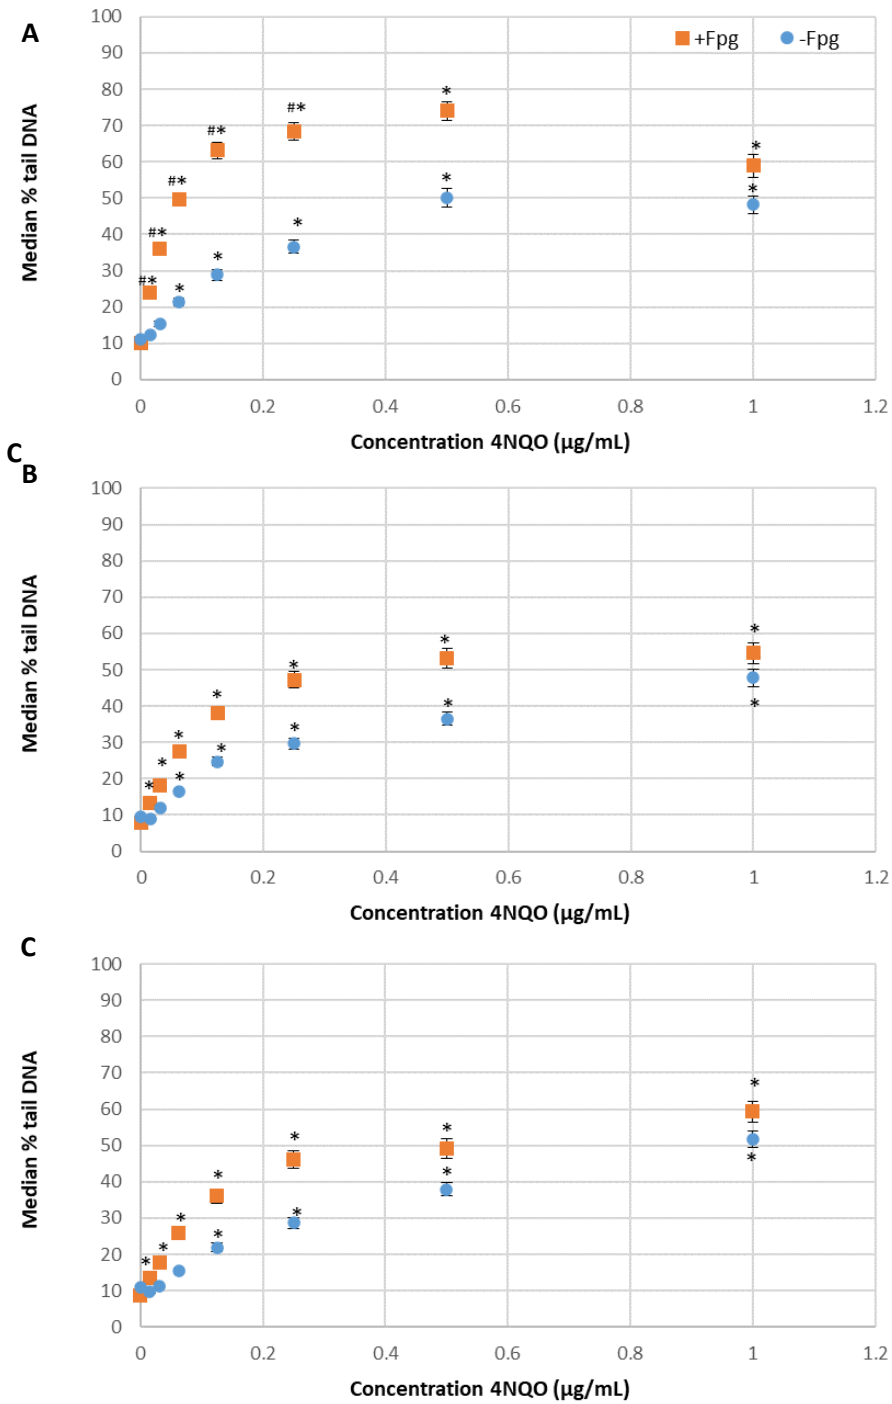 A
+Fpg -Fpg
100
90
80
70
60
50
40
30
20
10
0
Median % tail DNA
#* #* #* #* #* * *
* * * * *
0 0.2 0.4 0.6 0.8 1 1.2
Concentration 4NQO (µg/mL)
C
B
100
90
80
70
60
50
40
30
20
10
0
Median % tail DNA
* * * * * * *
* * * * *
0 0.2 0.4 0.6 0.8 1 1.2
Concentration 4NQO (µg/mL)
C
100
90
80
70
60
50
40
30
20
10
0
Median % tail DNA
* * * * * * *
* * * *
0 0.2 0.4 0.6 0.8 1 1.2
Concentration 4NQO (µg/mL)